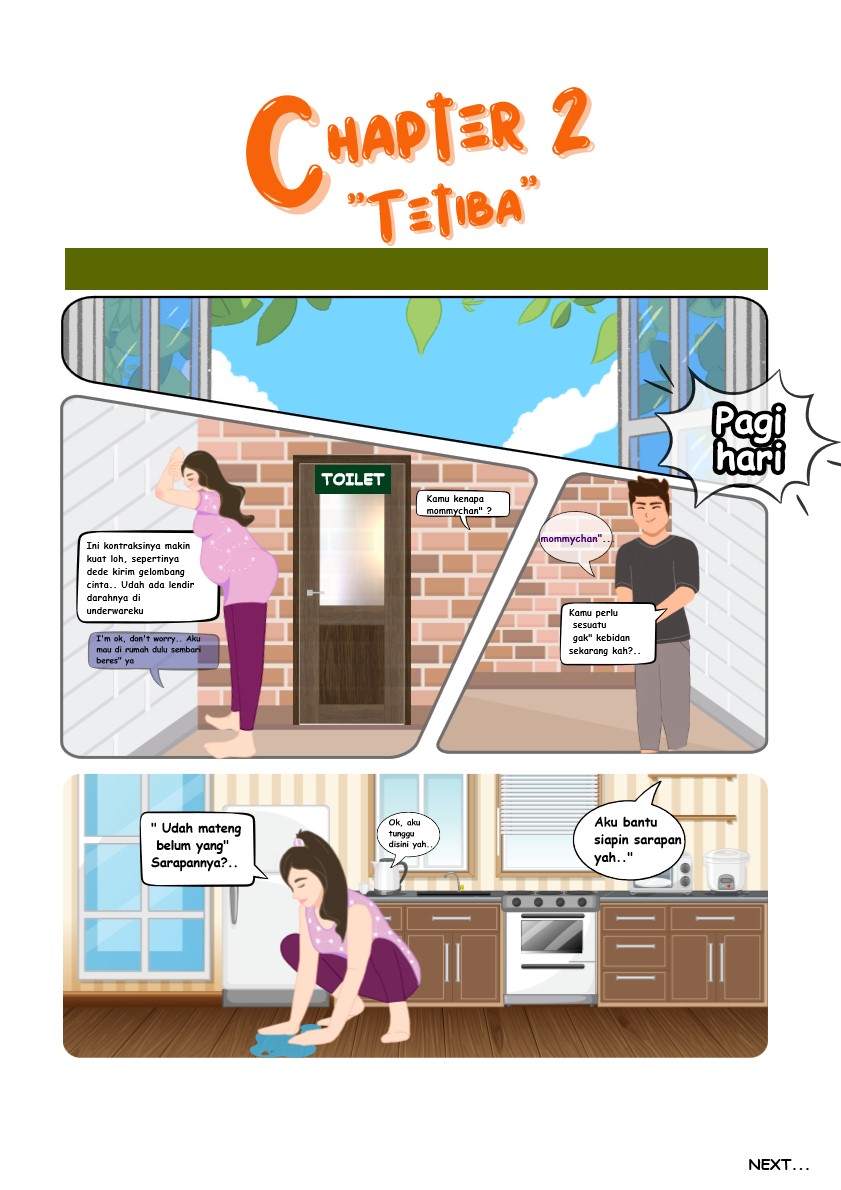 CHAPTER 2
"TETIBA"
Pagi
hari
TOILET
Kamu kenapa
mommychan" ?
Ini kontraksinya makin
kuat loh, sepertinya
dede kirim gelombang
cinta.. Udah ada lendir
darahnya di
underwareku
I'm ok, don't worry.. Aku
mau di rumah dulu sembari
beres" ya
mommychan"..
Kamu perlu
sesuatu
gak" kebidan
sekarang kah?..
" Udah mateng
belum yang"
Sarapannya?..
Ok, aku
tunggu
disini yah..
Aku bantu
siapin sarapan
yah.."
NEXT...